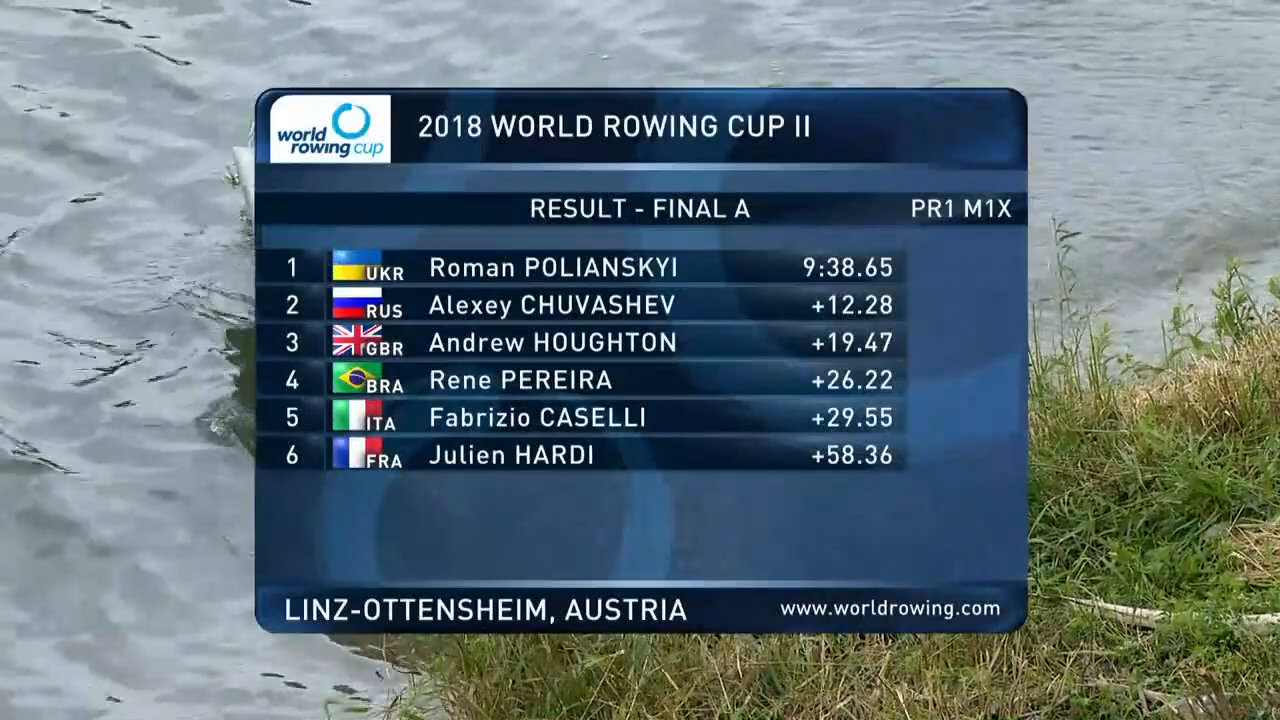 world
rowing cup
2018 WORLD ROWING CUP II
RESULT - FINAL A PR1 M1X
1 UKR Roman POLIANSKYI 9:38.65
2 RUS Alexey CHUVASHEV +12.28
3 GBR Andrew HOUGHTON +19.47
4 BRA Rene PEREIRA +26.22
5 ITA Fabrizio CASELLI +29.55
6 FRA Julien HARDI +58.36
LINZ-OTTENSHEIM, AUSTRIA www.worldrowing.com